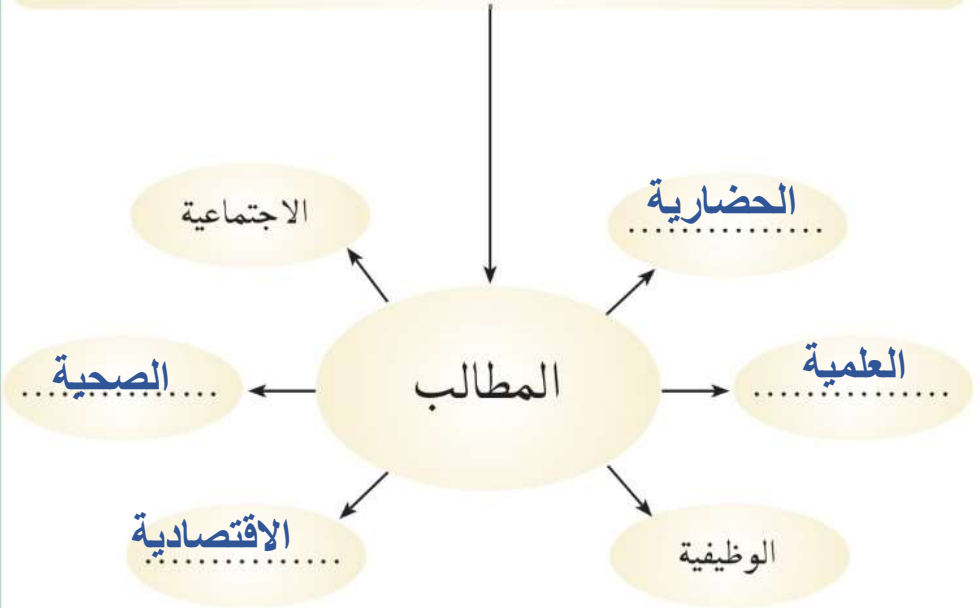 الحضارية
الاجتماعية
العلمية
المطالب
الصحية
الوظيفية
الاقتصادية